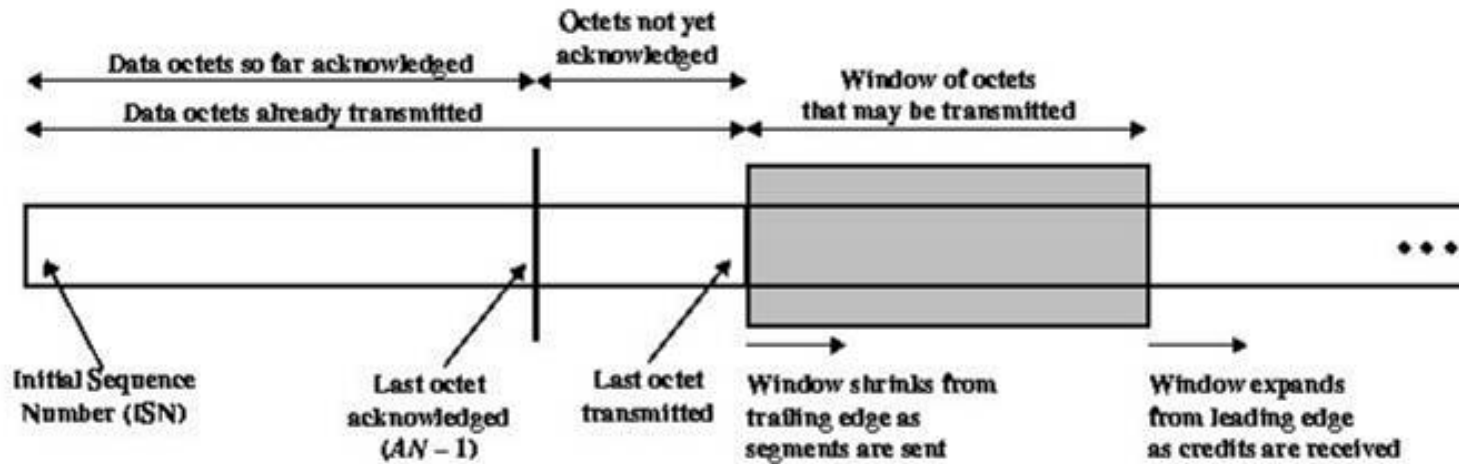 Octets not yet
acknowledged
Data octets so far acknowledged
Window of octets
that may be transmitted
Data octets already transmitted
Initial Sequence
Number (ISN)
Last octet
acknowledged
(AN – 1)
Last octet
transmitted
Window shrinks from
trailing edge as
segments are sent
Window expands
from leading edge
as credits are received